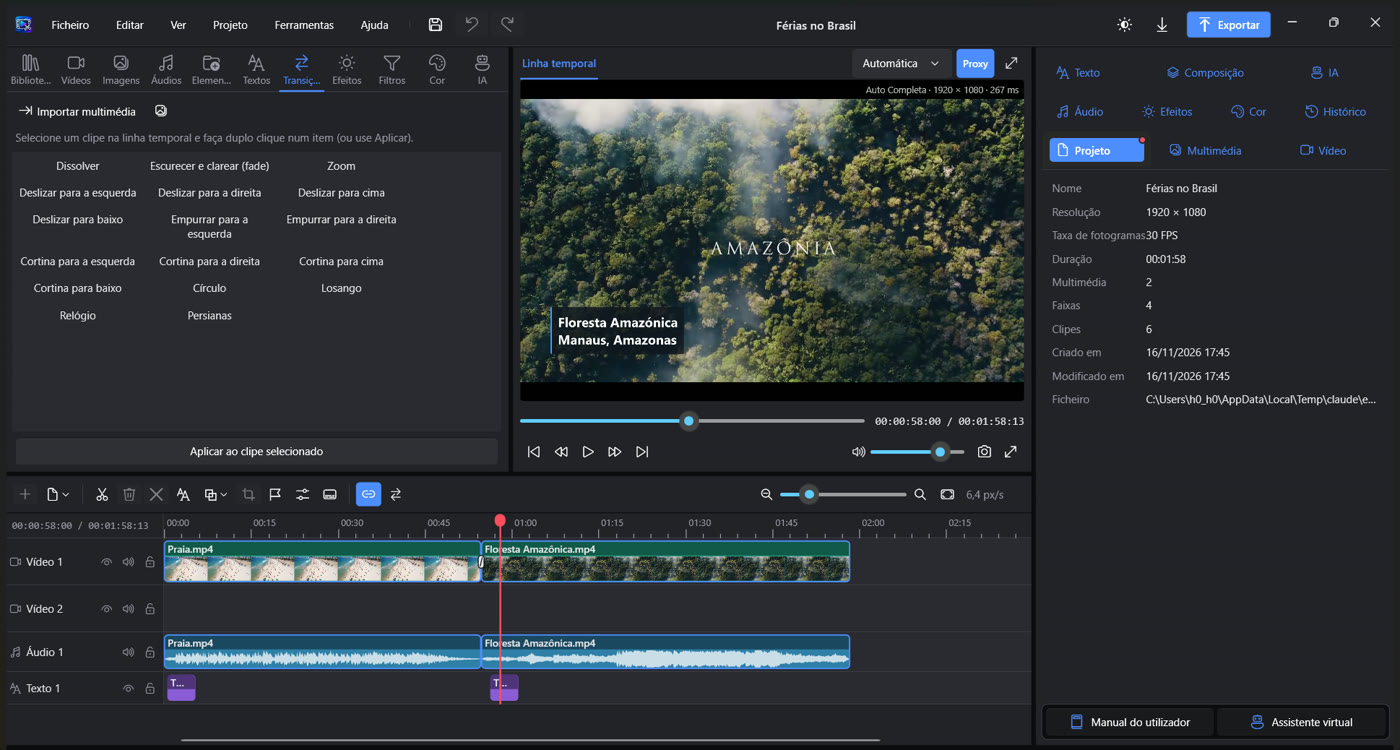 Ficheiro Editar Ver Projeto Ferramentas Ajuda
Férias no Brasil
Exportar
Bibliote... Vídeos Imagens Áudios Elemen... Textos Transiç... Efeitos Filtros Cor IA
Importar multimédia
Selecione um clipe na linha temporal e faça duplo clique num item (ou use Aplicar).
Dissolver Escurecer e clarear (fade) Zoom
Deslizar para a esquerda Deslizar para a direita Deslizar para cima
Deslizar para baixo Empurrar para a esquerda Empurrar para a direita
Cortina para a esquerda Cortina para a direita Cortina para cima
Cortina para baixo Círculo Losango
Relógio Persianas
Aplicar ao clipe selecionado
Linha temporal
Automática
Proxy
Auto Completa · 1920 × 1080 · 267 ms
AMAZÔNIA
Floresta Amazónica
Manaus, Amazonas
00:00:58:00 / 00:01:58:13
Texto Composição IA
Áudio Efeitos Cor Histórico
Projeto Multimédia Vídeo
Nome Férias no Brasil
Resolução 1920 × 1080
Taxa de fotogramas 30 FPS
Duração 00:01:58
Multimédia 2
Faixas 4
Clipes 6
Criado em 16/11/2026 17:45
Modificado em 16/11/2026 17:45
Ficheiro C:\Users\h0_h0\AppData\Local\Temp\claude\e...
Manual do utilizador Assistente virtual
6,4 px/s
00:00:58:00 / 00:01:58:13
00:00 00:15 00:30 00:45 01:00 01:15 01:30 01:45 02:00 02:15
Vídeo 1
Praia.mp4 Floresta Amazônica.mp4
Vídeo 2
Áudio 1
Praia.mp4 Floresta Amazônica.mp4
Texto 1
T... T...